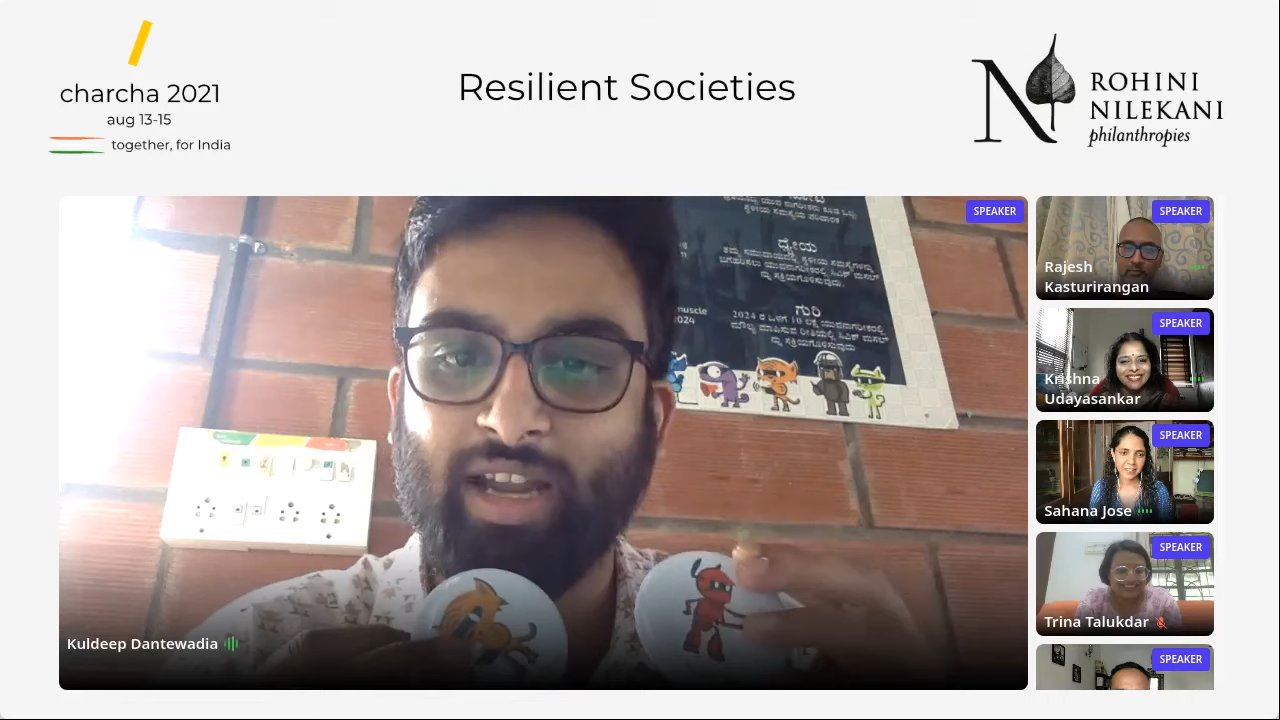 charcha 2021
aug 13-15
together, for India
Resilient Societies
N
ROHINI
NILEKANI
philanthropies
SPEAKER
ಧ್ಯೇಯ
ಗುರಿ
muscle
Kuldeep Dantewadia
SPEAKER
Rajesh
Kasturirangan
SPEAKER
Krishna
Udayasankar
SPEAKER
Sahana Jose
SPEAKER
Trina Talukdar
SPEAKER